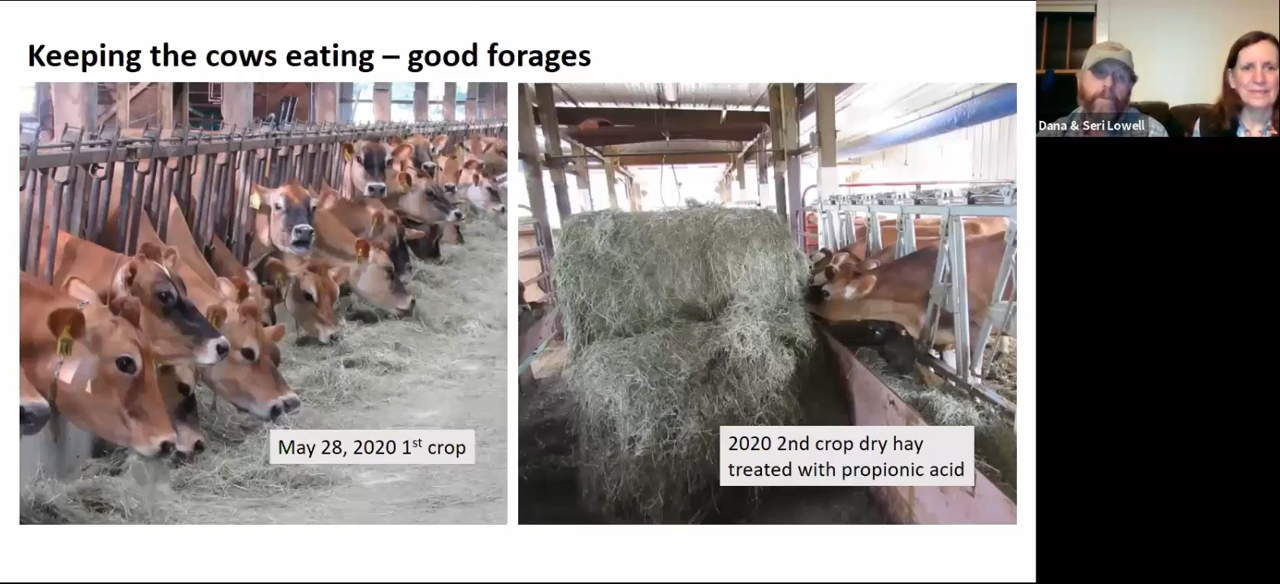 Keeping the cows eating – good forages
May 28, 2020 1st crop
2020 2nd crop dry hay
treated with propionic acid
Dana & Seri Lowell